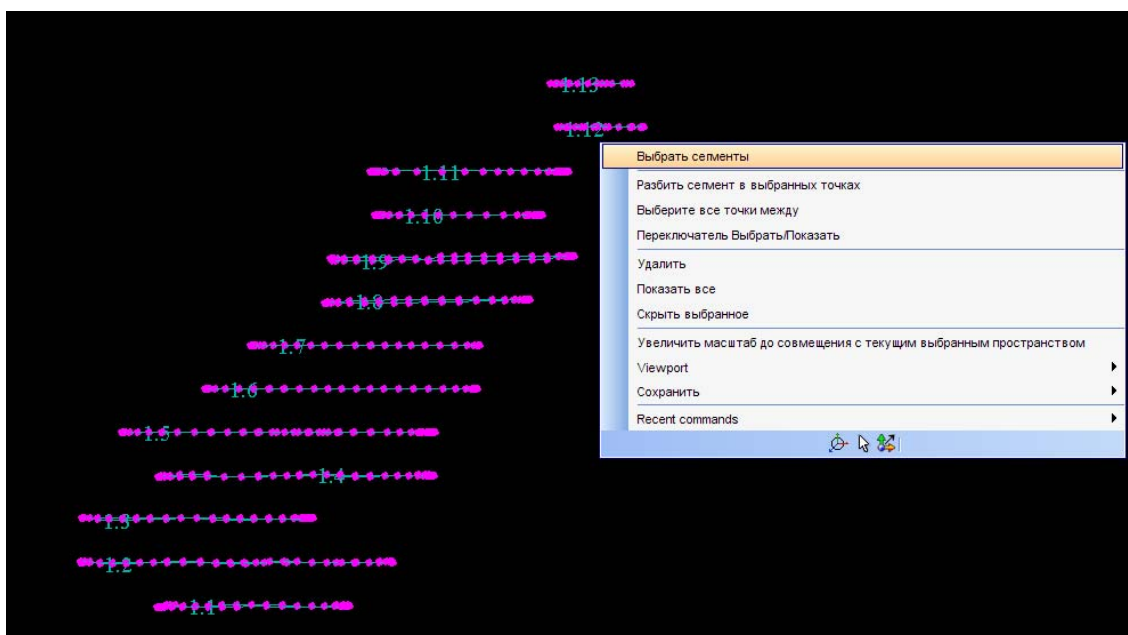 1.13
1.12
1.11
1.10
1.9
1.8
1.7
1.6
1.5
1.4
1.3
1.2
1.1
Выбрать сегменты
Разбить сегмент в выбранных точках
Выберите все точки между
Переключатель Выбрать/Показать
Удалить
Показать все
Скрыть выбранное
Увеличить масштаб до совмещения с текущим выбранным пространством
Viewport
Сохранить
Recent commands